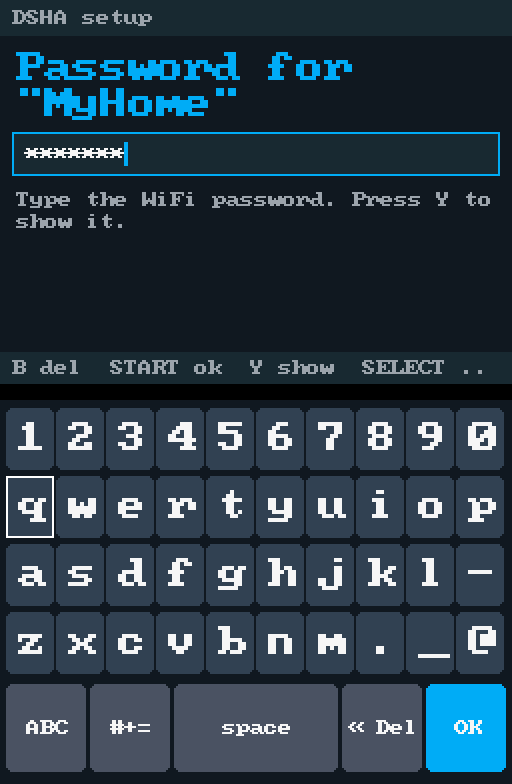 DSHA setup
Password for
"MyHome"
*******
Type the WiFi password. Press Y to
show it.
B del START ok Y show SELECT ..
1 2 3 4 5 6 7 8 9 0
q w e r t y u i o p
a s d f g h j k l -
z x c v b n m . _ @
ABC #+= space « Del OK